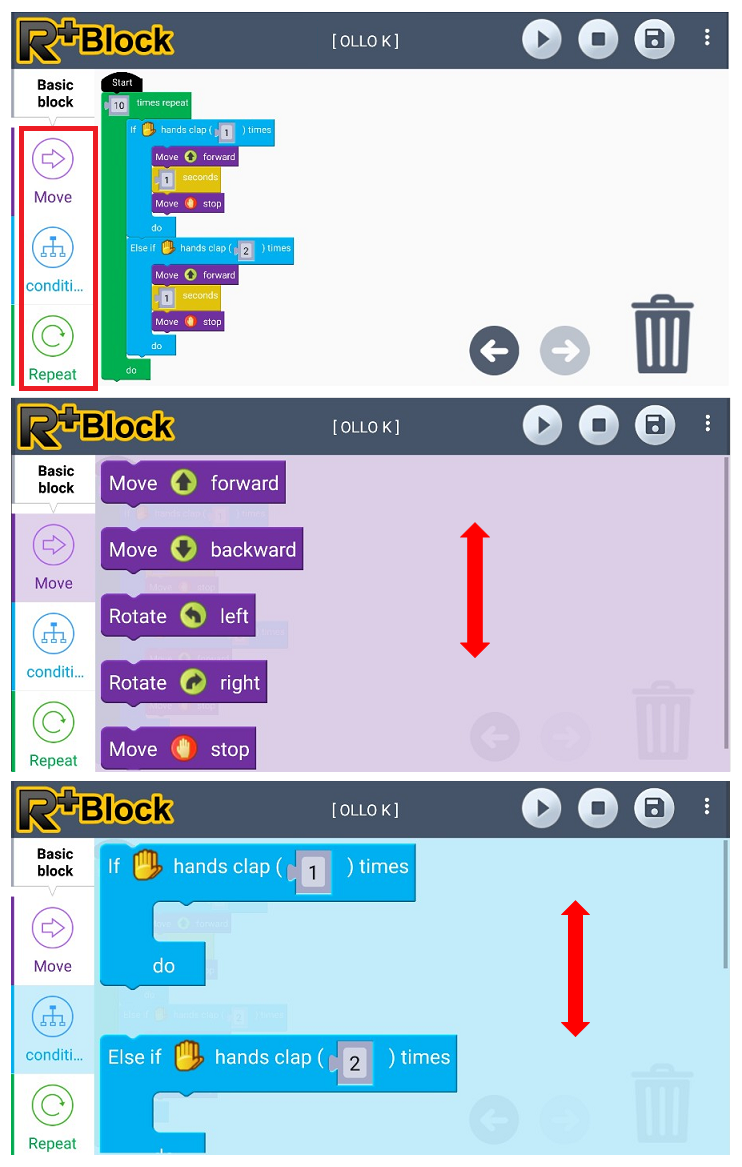 R+Block
[ OLLO K ]
Basic
block
Move
conditi...
Repeat
Start
10 times repeat
If hands clap ( 1 ) times
Move forward
1 seconds
Move stop
do
Else if hands clap ( 2 ) times
Move forward
1 seconds
Move stop
do
do
R+Block
[ OLLO K ]
Basic
block
Move
conditi...
Repeat
Move forward
Move backward
Rotate left
Rotate right
Move stop
R+Block
[ OLLO K ]
Basic
block
Move
conditi...
Repeat
If hands clap ( 1 ) times
do
Else if hands clap ( 2 ) times